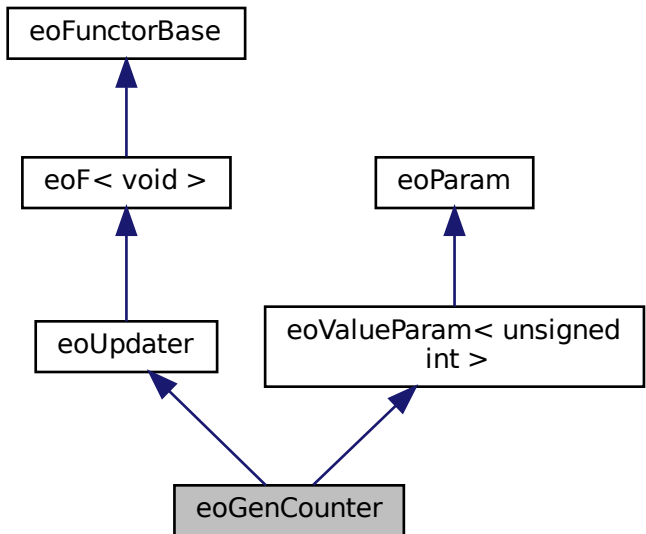 eoFunctorBase
eoF< void >
eoParam
eoUpdater
eoValueParam< unsigned
int >
eoGenCounter